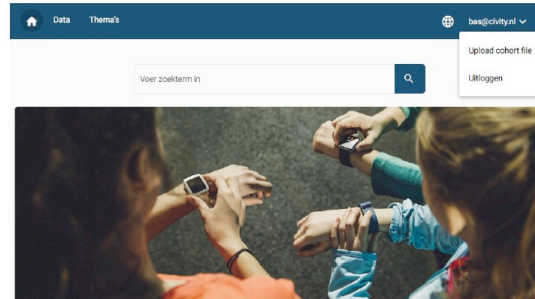 Data Thema's bas@civity.nl
Upload cohort file
Voer zoekterm in
Uitloggen